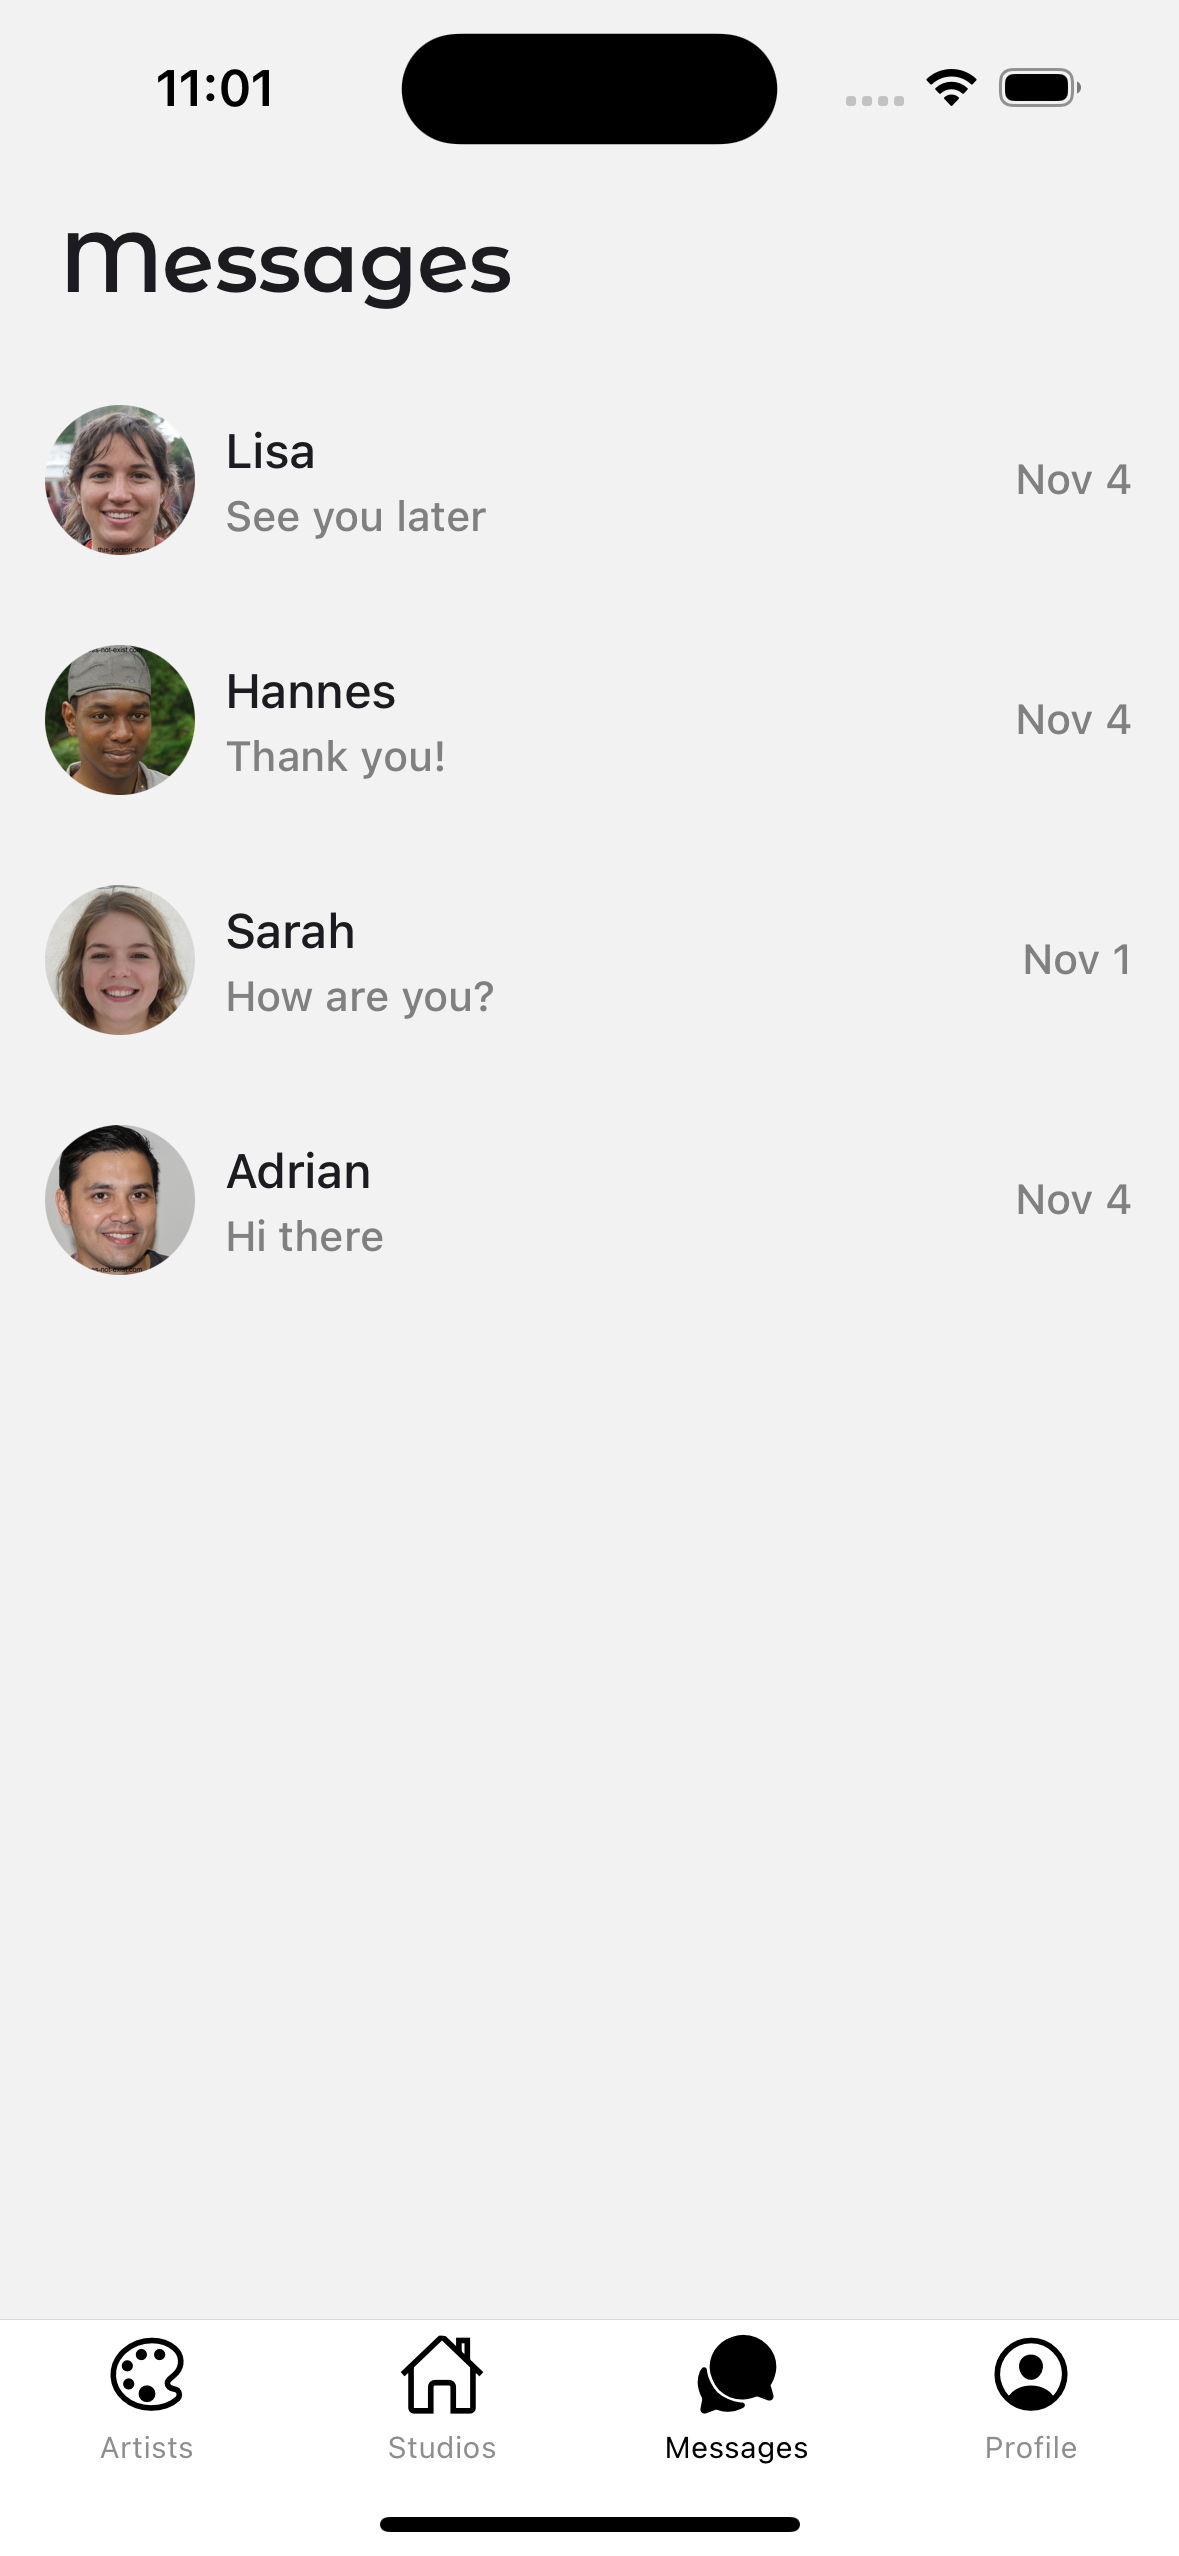 11:01
Messages
Lisa
See you later
Nov 4
Hannes
Thank you!
Nov 4
Sarah
How are you?
Nov 1
Adrian
Hi there
Nov 4
Artists
Studios
Messages
Profile